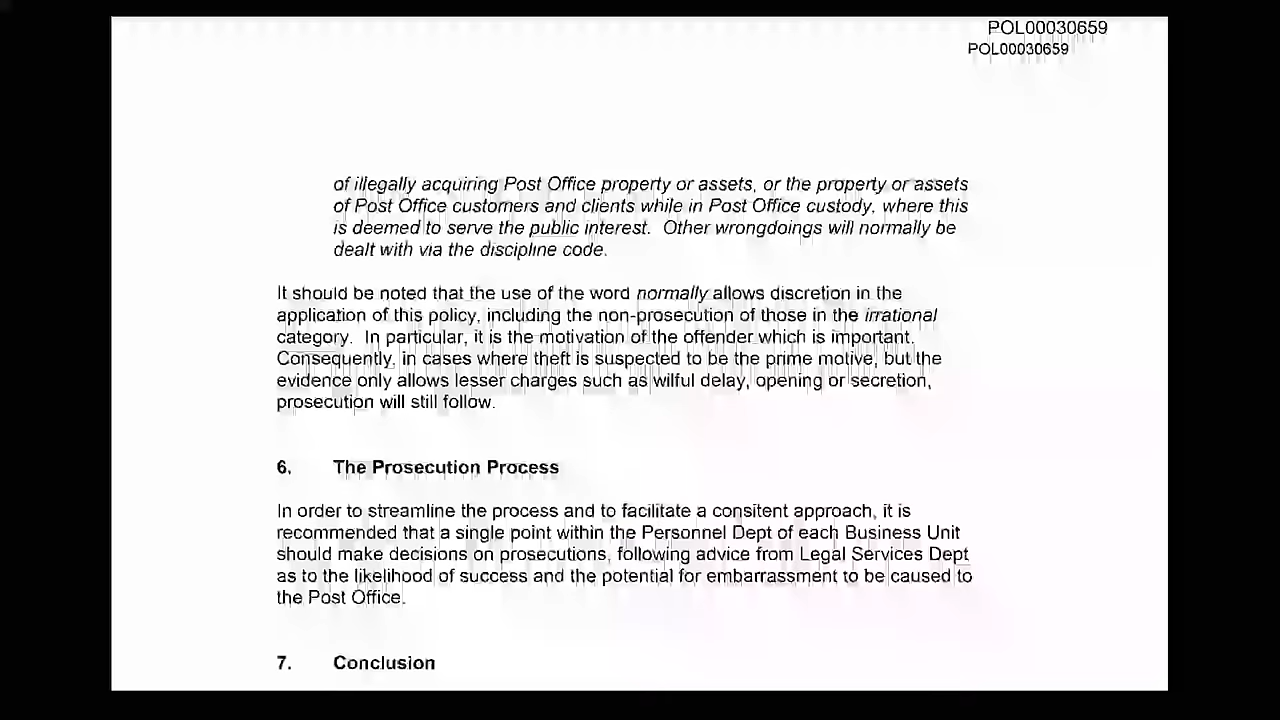 POL00030659
POL00030659
of illegally acquiring Post Office property or assets, or the property or assets
of Post Office customers and clients while in Post Office custody, where this
is deemed to serve the public interest.  Other wrongdoings will normally be
dealt with via the discipline code.
It should be noted that the use of the word normally allows discretion in the
application of this policy, including the non-prosecution of those in the irrational
category.  In particular, it is the motivation of the offender which is important.
Consequently, in cases where theft is suspected to be the prime motive, but the
evidence only allows lesser charges such as wilful delay, opening or secretion,
prosecution will still follow.
6. The Prosecution Process
In order to streamline the process and to facilitate a consitent approach, it is
recommended that a single point within the Personnel Dept of each Business Unit
should make decisions on prosecutions, following advice from Legal Services Dept
as to the likelihood of success and the potential for embarrassment to be caused to
the Post Office.
7. Conclusion